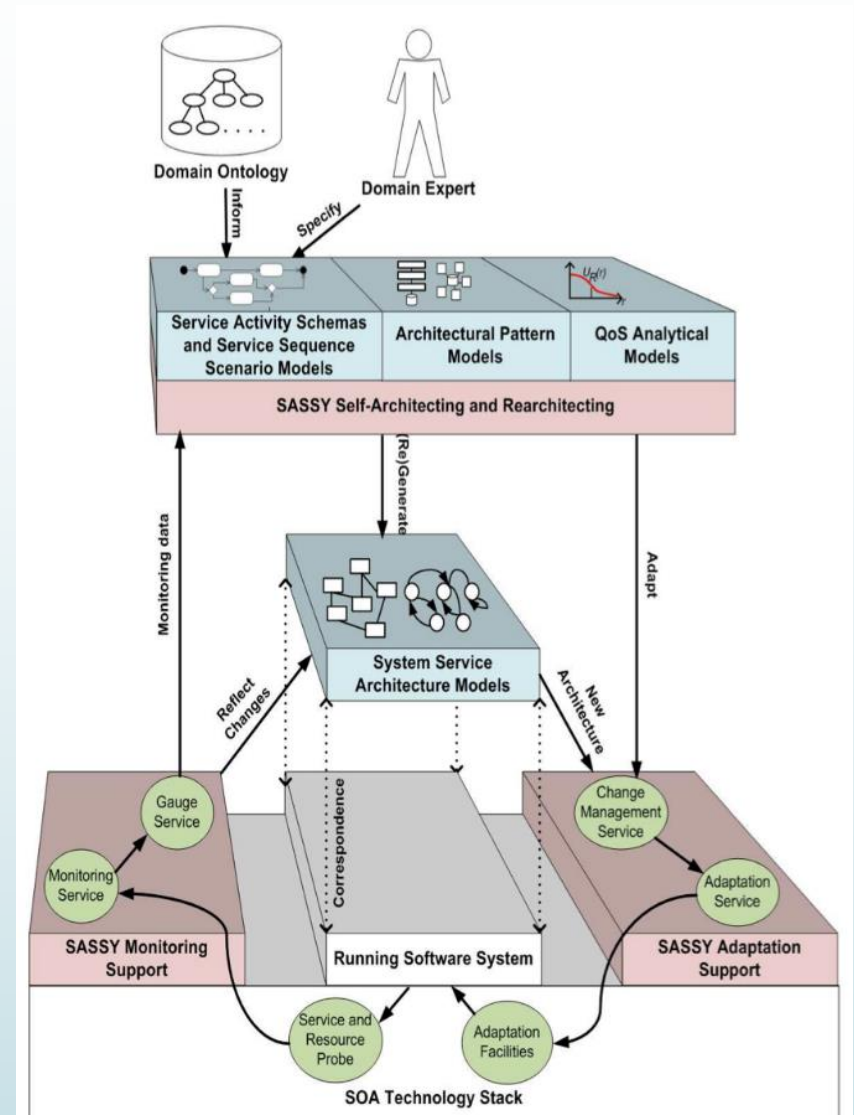 Domain Ontology
Domain Expert
Inform
Specify
U_R(r)
r
Service Activity Schemas
and Service Sequence
Scenario Models
Architectural Pattern
Models
QoS Analytical
Models
SASSY Self-Architecting and Rearchitecting
Monitoring data
(Re)Generate
Adapt
System Service
Architecture Models
Reflect
Changes
New
Architecture
Correspondence
Gauge
Service
Monitoring
Service
Change
Management
Service
Adaptation
Service
SASSY Monitoring
Support
Running Software System
SASSY Adaptation
Support
Service and
Resource
Probe
Adaptation
Facilities
SOA Technology Stack